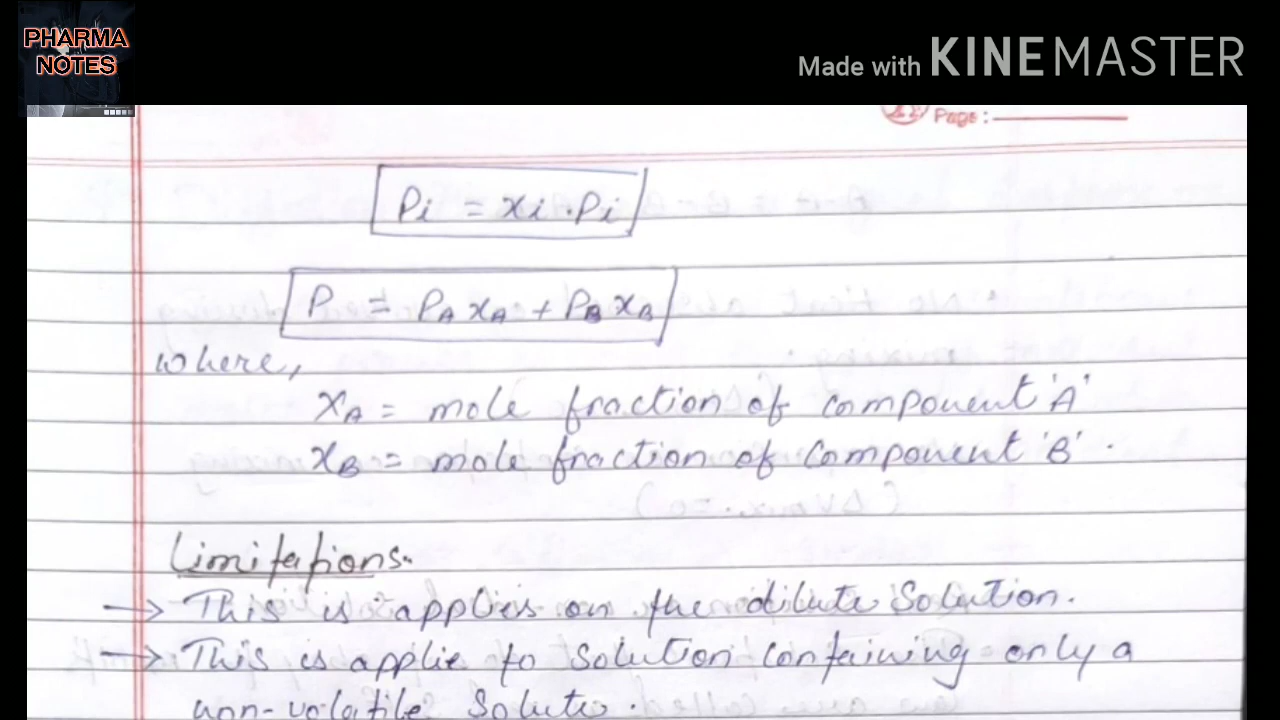 PHARMA
NOTES
Made with KINEMASTER
Page :
Pi = xi . Pi
P = PA xA + PB xB
where,
xA = mole fraction of component 'A'
xB = mole fraction of component 'B' .
Limitations.
→ This is applies on the dilute Solution.
→ This is applie to Solution Containing only a
non-volatile Solute .